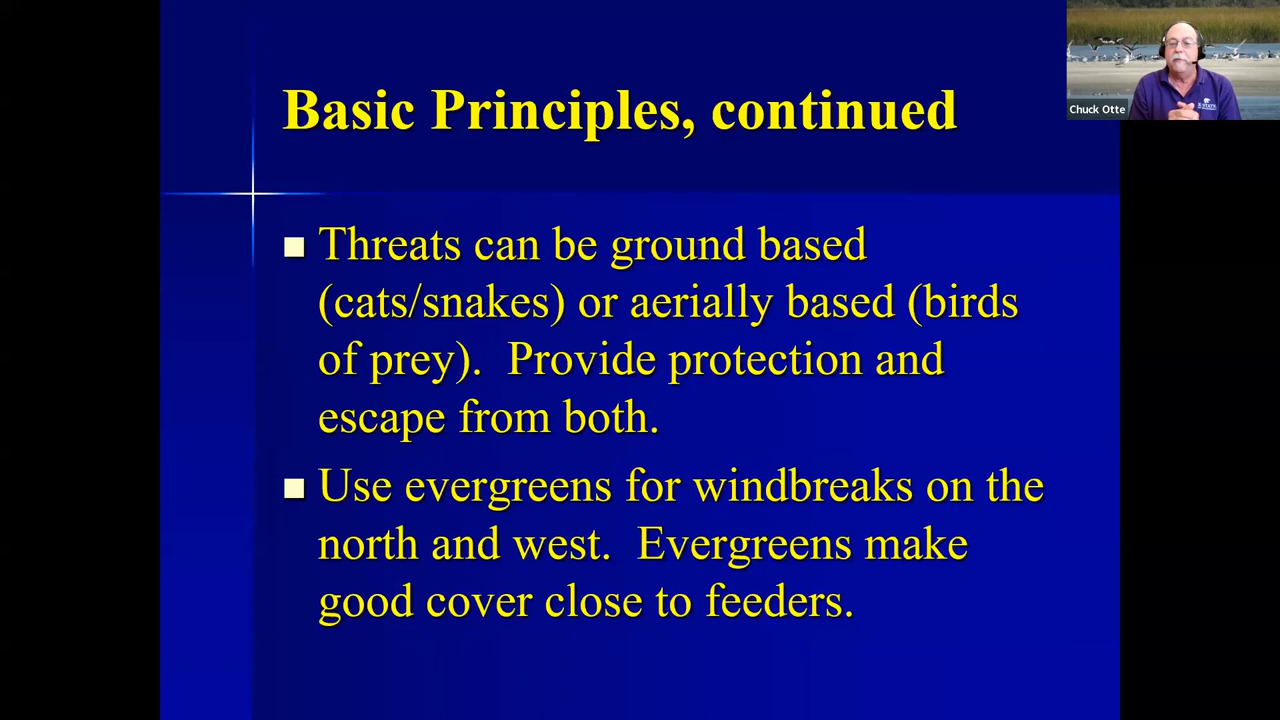 Basic Principles, continued
Threats can be ground based
(cats/snakes) or aerially based (birds
of prey).  Provide protection and
escape from both.
Use evergreens for windbreaks on the
north and west.  Evergreens make
good cover close to feeders.
Chuck Otte